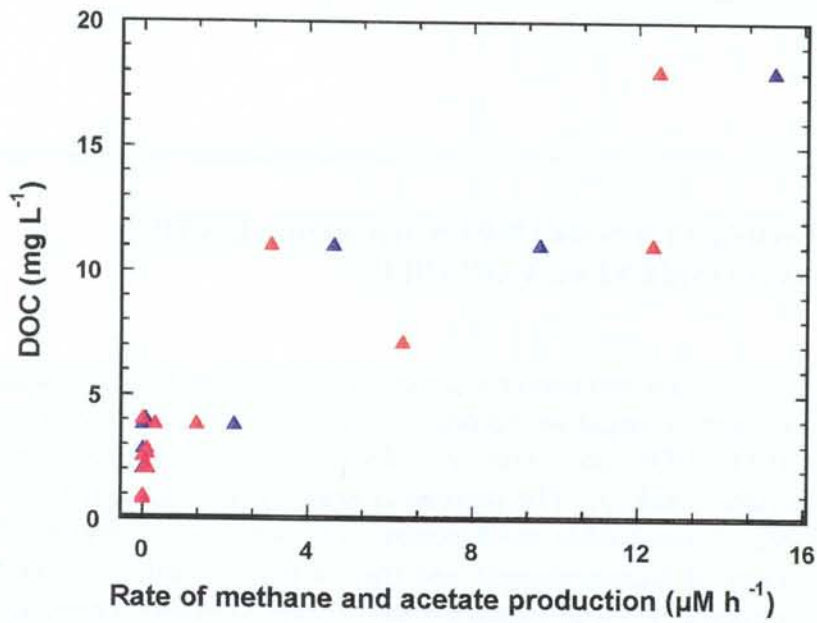 20
15
10
5
0
DOC (mg L-1)
0 4 8 12 16
Rate of methane and acetate production (µM h -1)